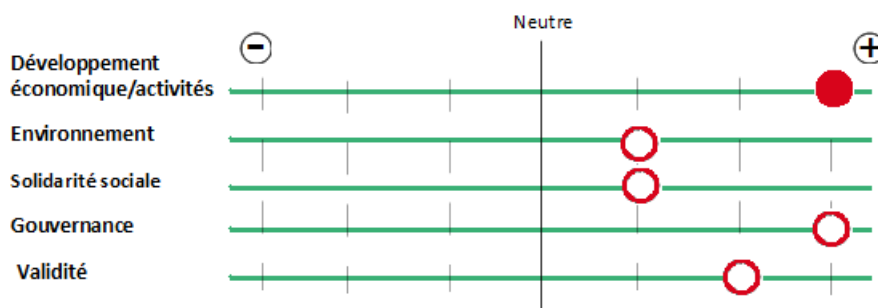 Neutre
− +
Développement
économique/activités
Environnement
Solidarité sociale
Gouvernance
Validité